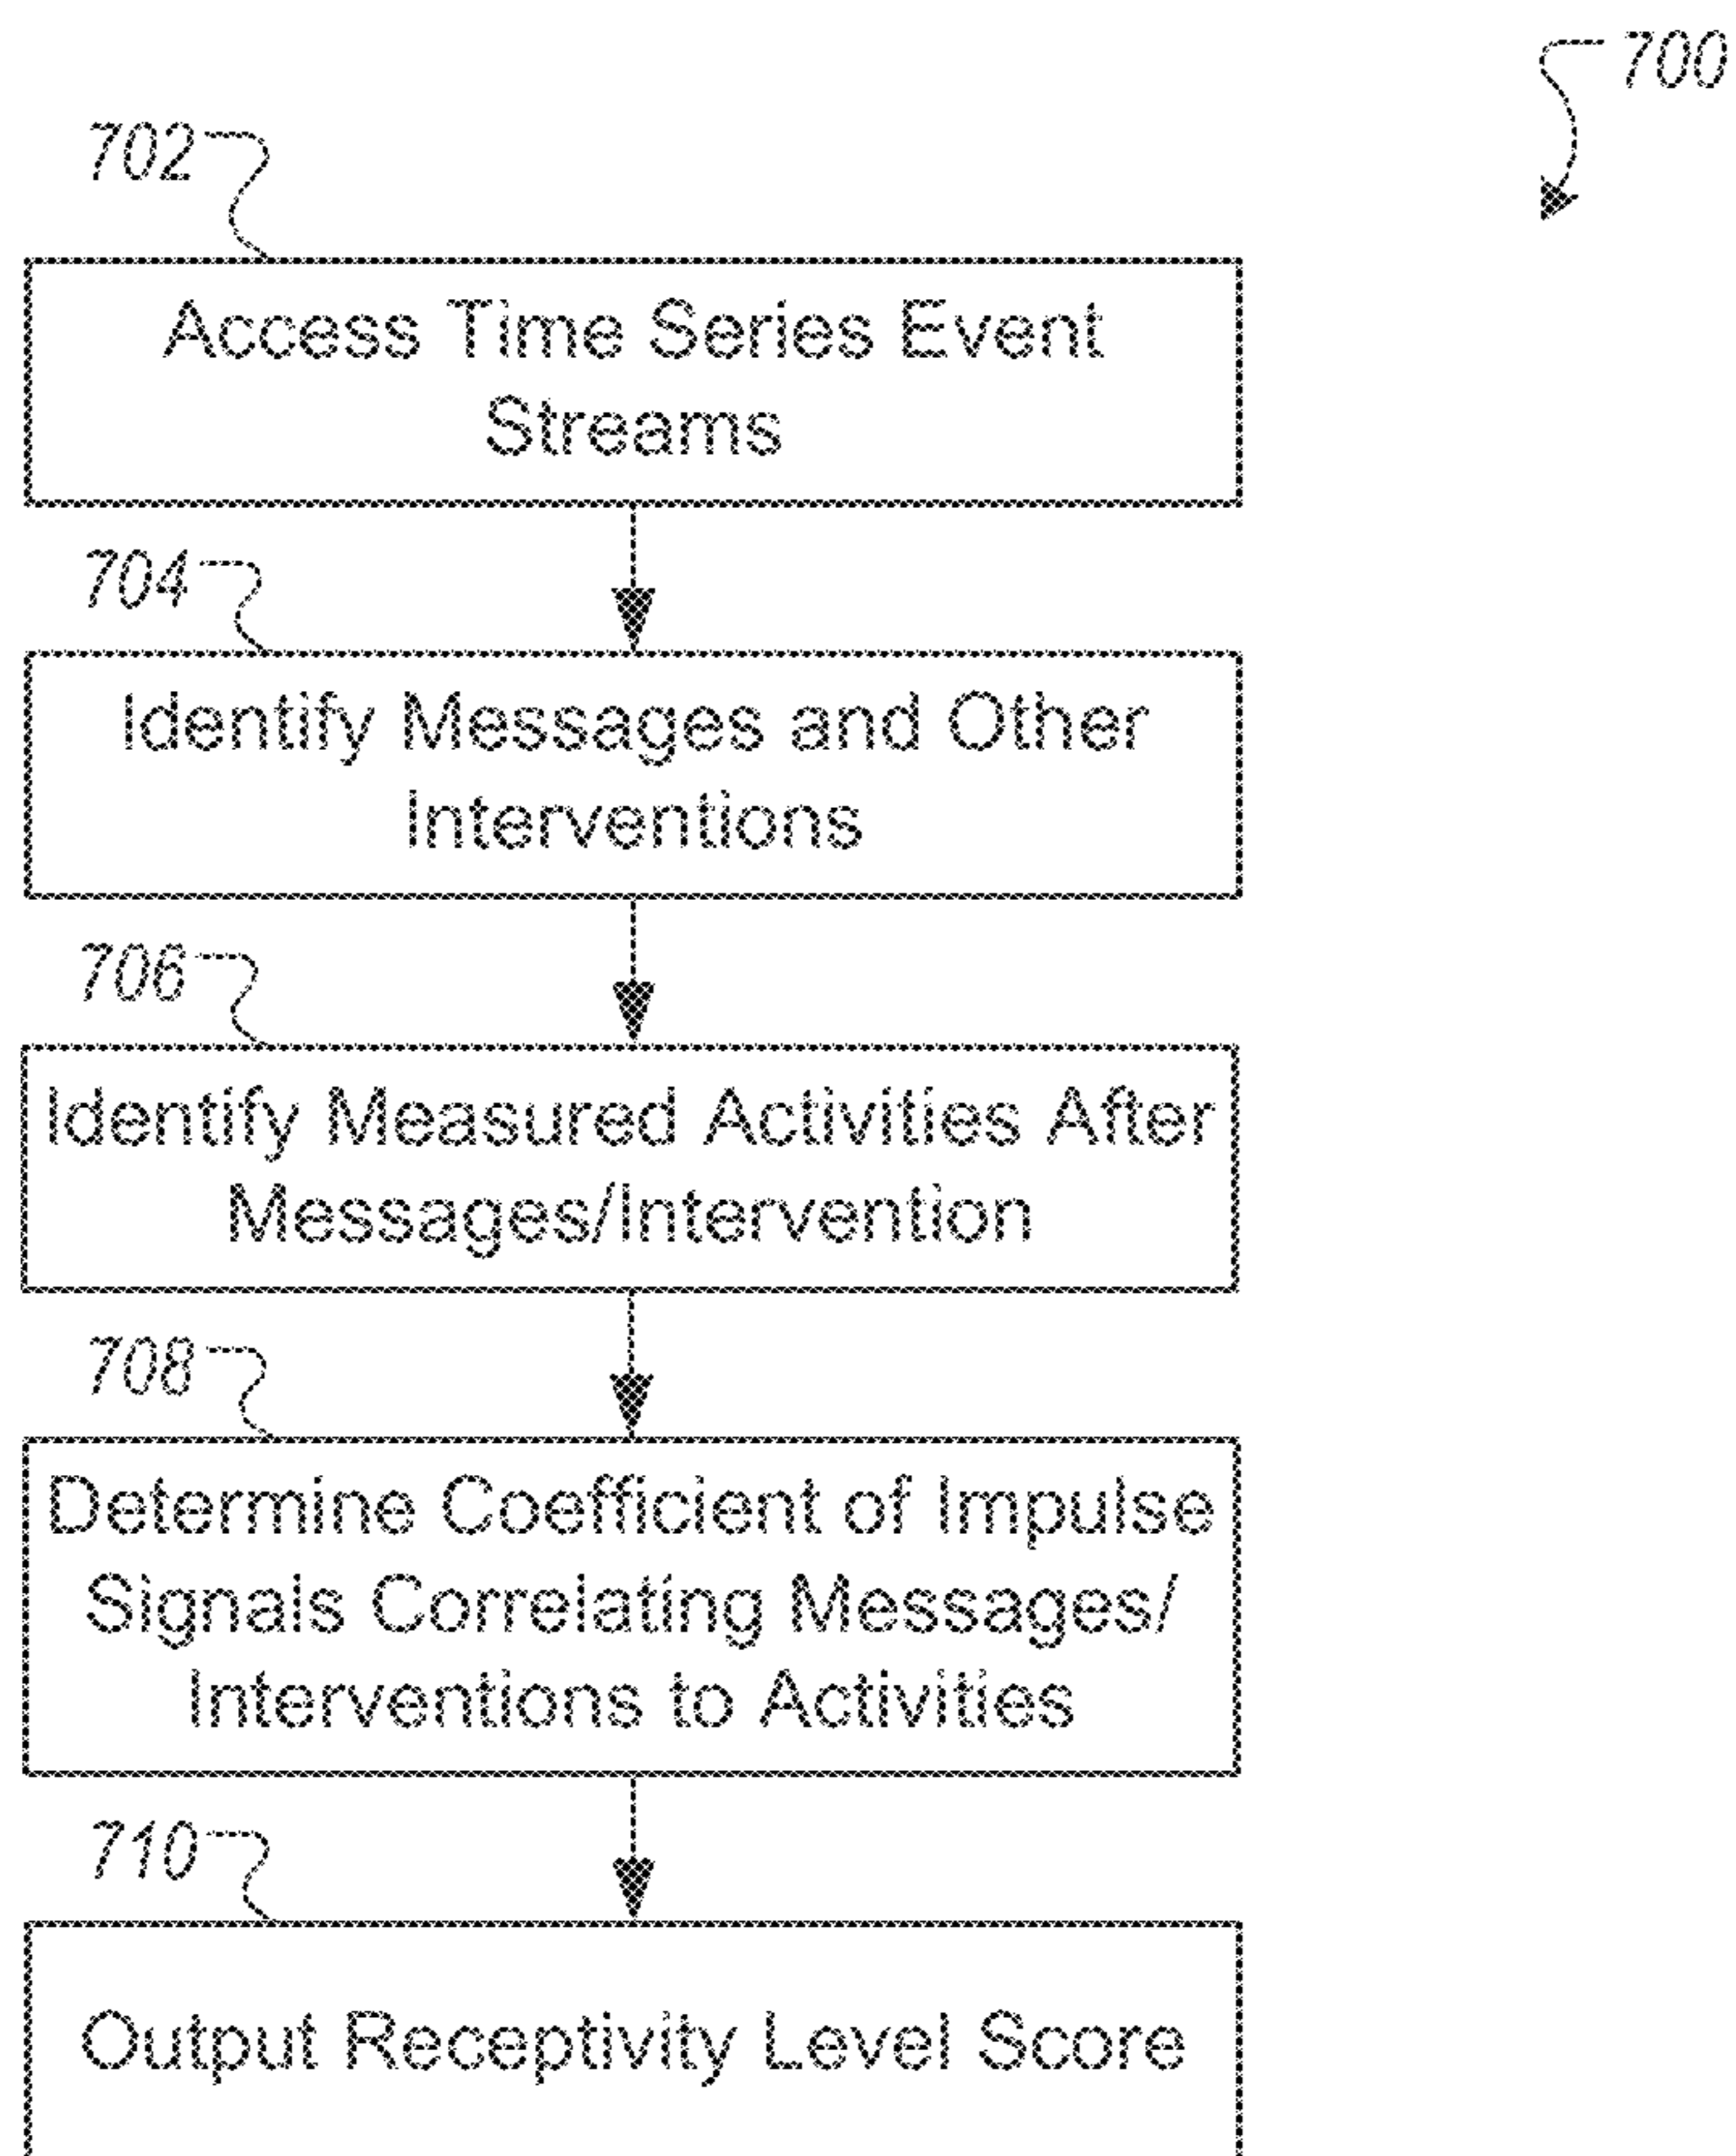 700
702
Access Time Series Event
Streams
704
Identify Messages and Other
Interventions
706
Identify Measured Activities After
Messages/Intervention
708
Determine Coefficient of Impulse
Signals Correlating Messages/
Interventions to Activities
710
Output Receptivity Level Score